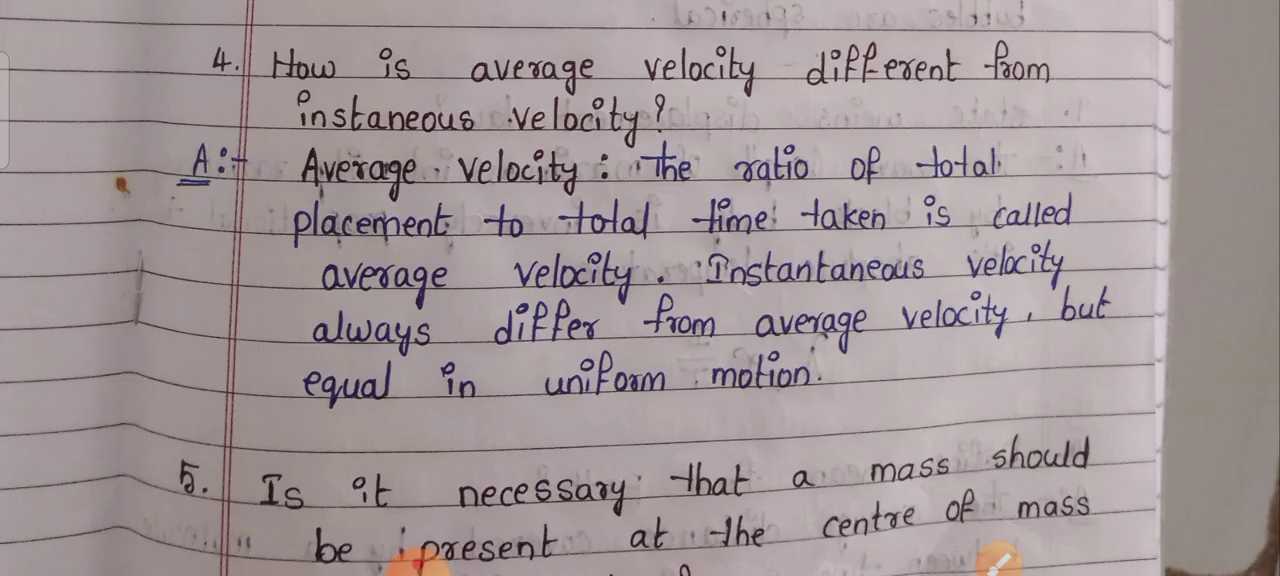 4. How is average velocity different from
instaneous velocity?
A:- Average velocity: the ratio of total
placement to total time taken is called
average velocity. Instantaneous velocity
always differ from average velocity, but
equal in uniform motion.
5. Is it necessary that a mass should
be present at the centre of mass